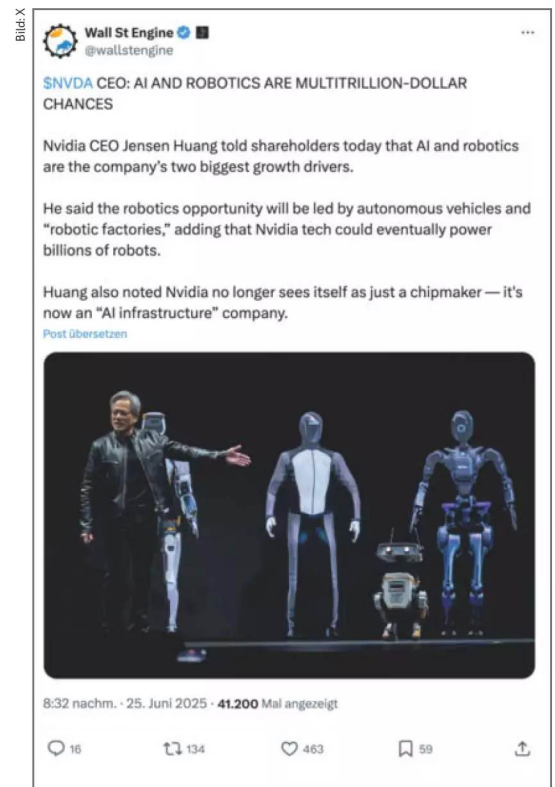 Bild: X
Wall St Engine
@wallstengine
$NVDA CEO: AI AND ROBOTICS ARE MULTITRILLION-DOLLAR
CHANCES
Nvidia CEO Jensen Huang told shareholders today that AI and robotics
are the company's two biggest growth drivers.
He said the robotics opportunity will be led by autonomous vehicles and
“robotic factories,” adding that Nvidia tech could eventually power
billions of robots.
Huang also noted Nvidia no longer sees itself as just a chipmaker — it's
now an “AI infrastructure” company.
Post übersetzen
8:32 nachm. · 25. Juni 2025 · 41.200 Mal angezeigt
16 134 463 59